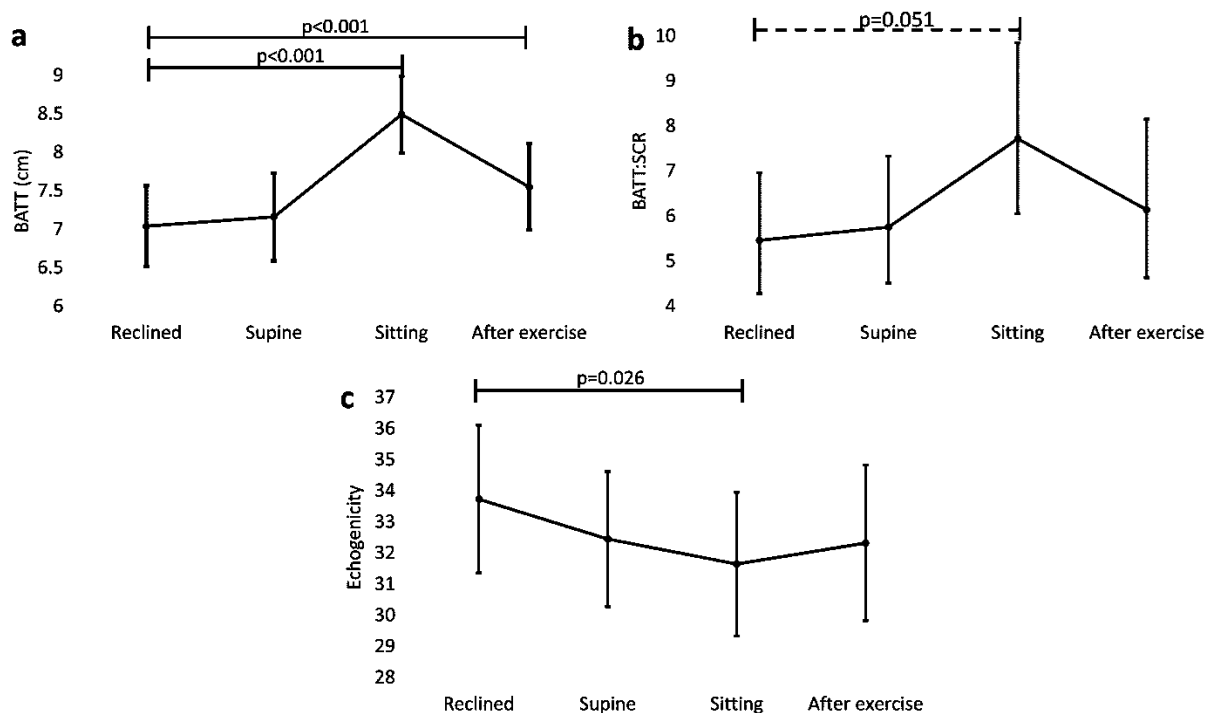 a
p<0.001
p<0.001
BATT (cm)
9
8.5
8
7.5
7
6.5
6
Reclined Supine Sitting After exercise
b
p=0.051
BATT:SCR
10
9
8
7
6
5
4
Reclined Supine Sitting After exercise
c
p=0.026
Echogenicity
37
36
35
34
33
32
31
30
29
28
Reclined Supine Sitting After exercise